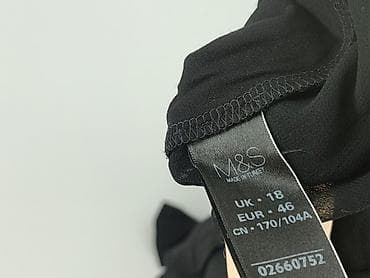 M&S
MADE IN TURKEY
UK • 18
EUR • 46
CN • 170/104A
02660752